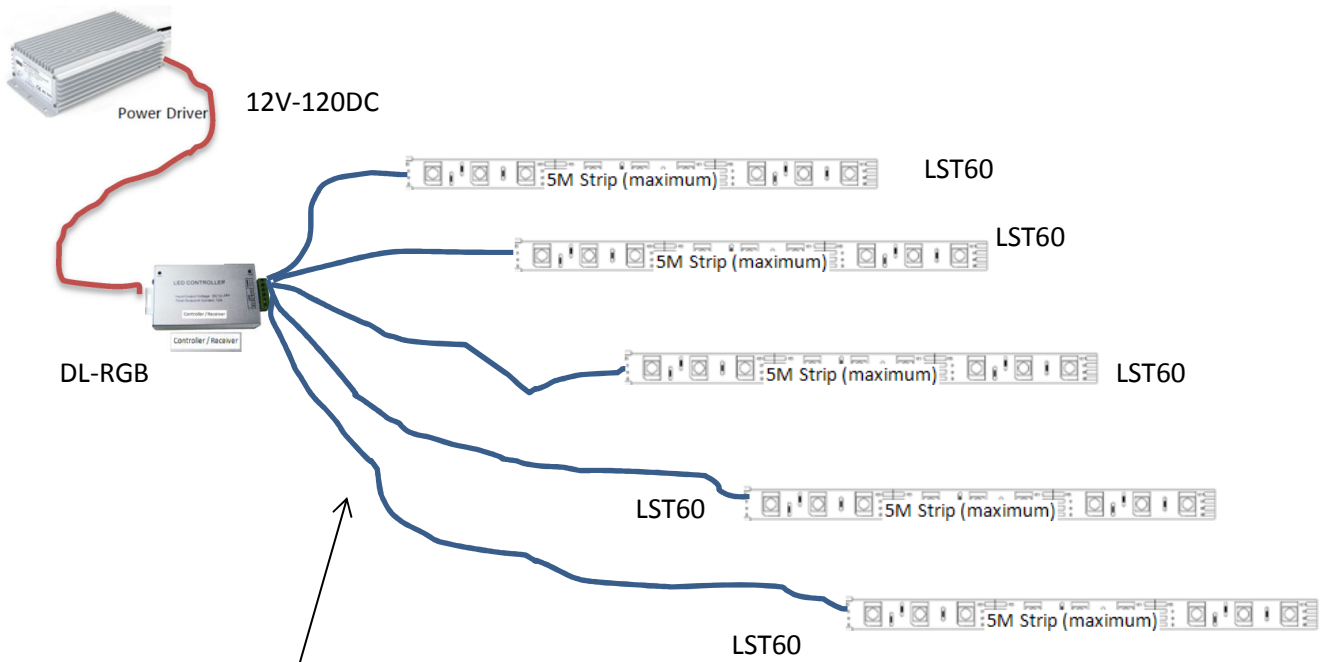 Power Driver
12V-120DC
5M Strip (maximum)
LST60
5M Strip (maximum)
LST60
LED CONTROLLER
Controller / Receiver
Controller / Receiver
DL-RGB
5M Strip (maximum)
LST60
5M Strip (maximum)
LST60
5M Strip (maximum)
LST60